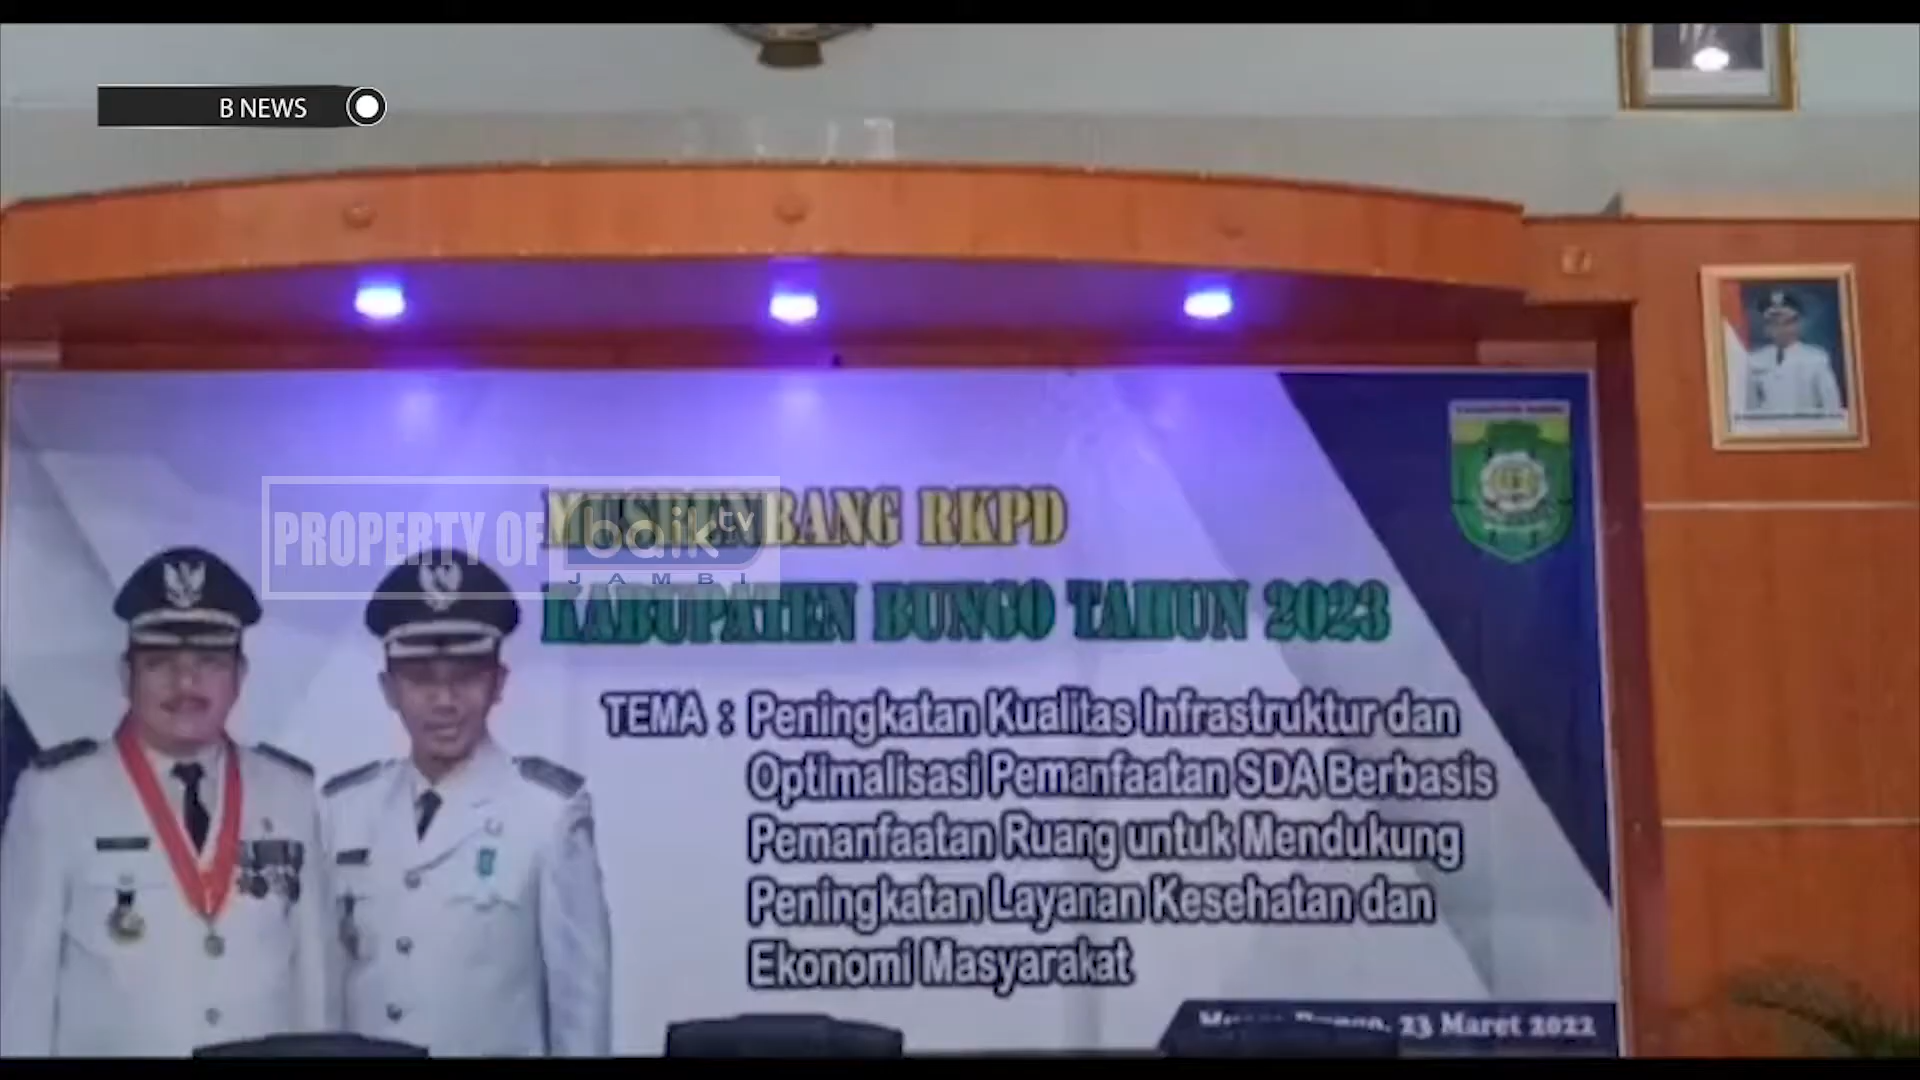 B NEWS
MUSRENBANG RKPD
PROPERTY OF baik tv
JAMBI
KABUPATEN BUNGO TAHUN 2023
TEMA : Peningkatan Kualitas Infrastruktur dan
Optimalisasi Pemanfaatan SDA Berbasis
Pemanfaatan Ruang untuk Mendukung
Peningkatan Layanan Kesehatan dan
Ekonomi Masyarakat
23 Maret 2022